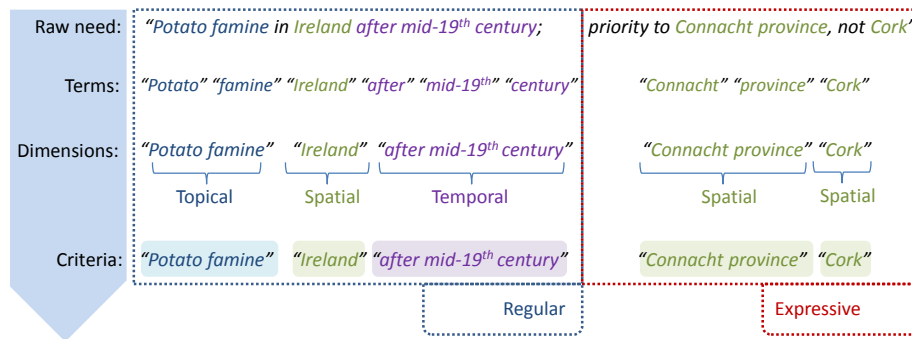 Raw need: “Potato famine in Ireland after mid-19th century; priority to Connacht province, not Cork”
Terms: “Potato” “famine” “Ireland” “after” “mid-19th” “century” “Connacht” “province” “Cork”
Dimensions: “Potato famine” “Ireland” “after mid-19th century” “Connacht province” “Cork”
Topical Spatial Temporal Spatial Spatial
Criteria: “Potato famine” “Ireland” “after mid-19th century” “Connacht province” “Cork”
Regular Expressive